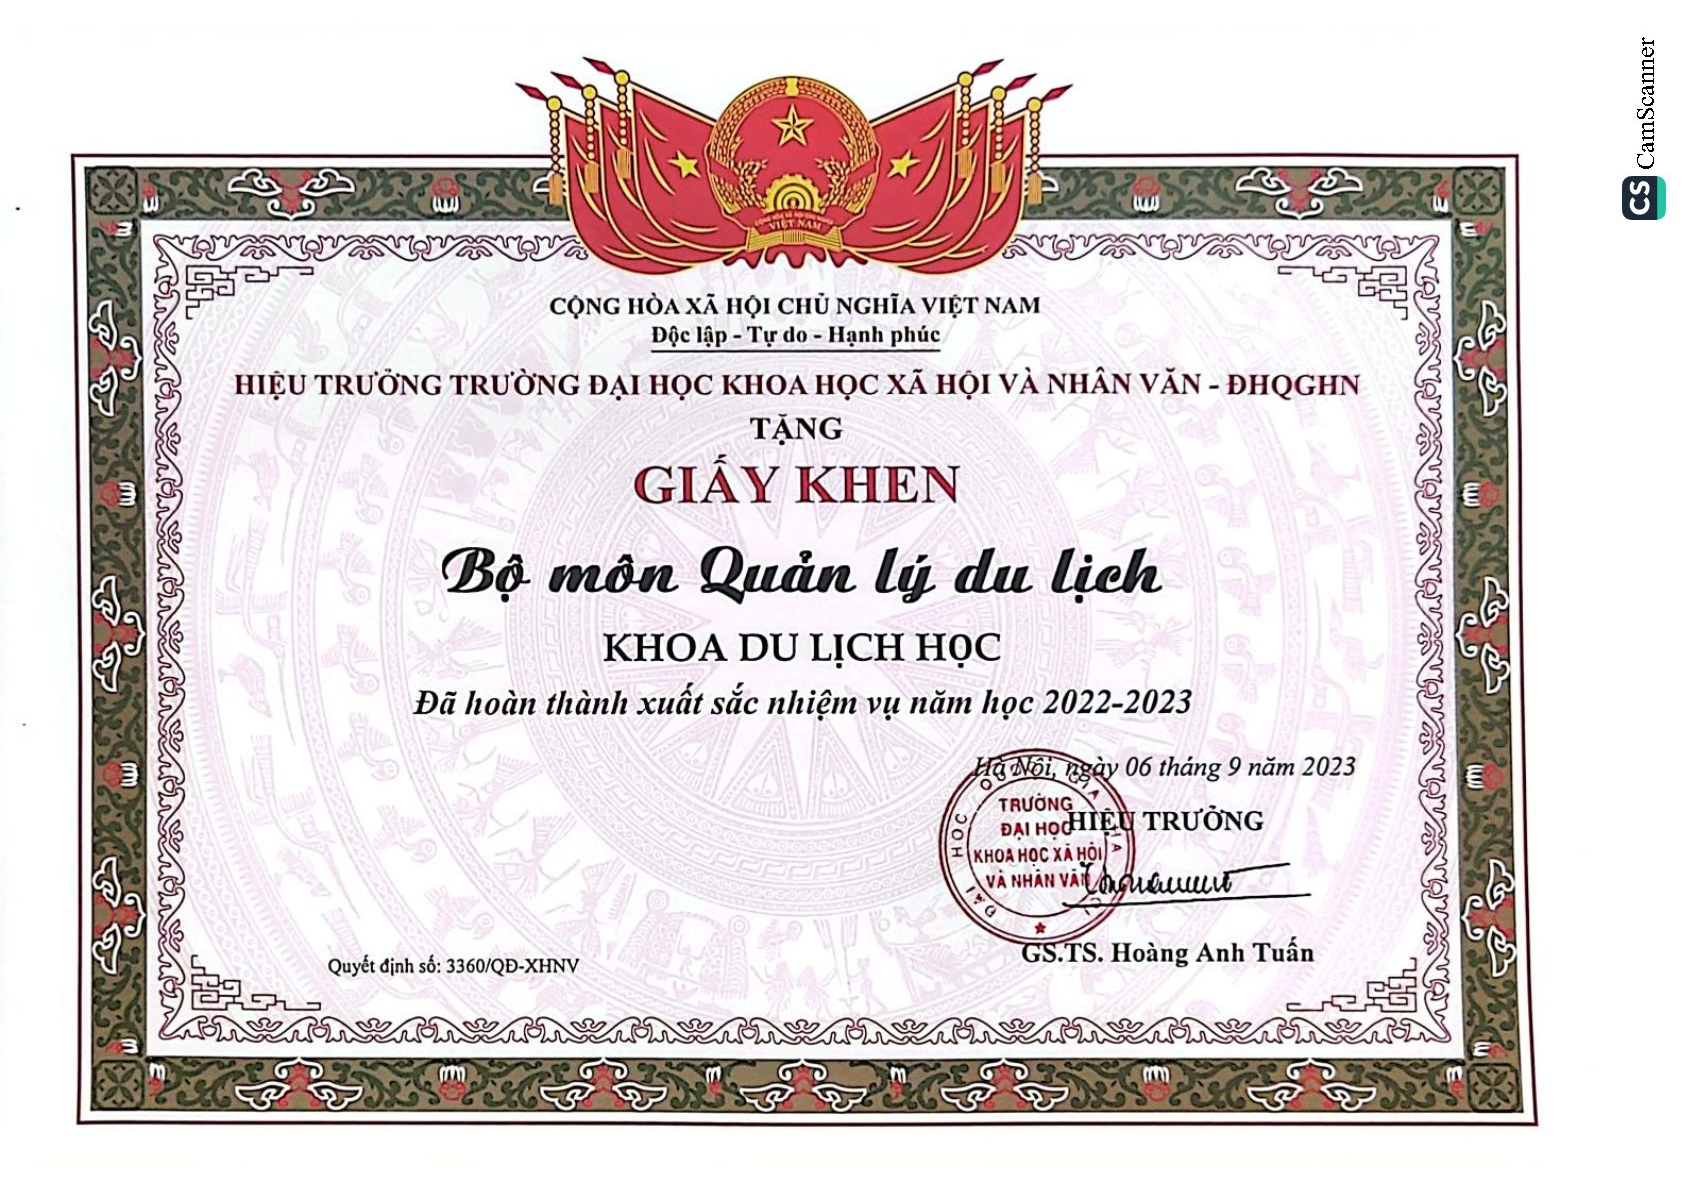 CỘNG HÒA XÃ HỘI CHỦ NGHĨA VIỆT NAM
Độc lập - Tự do - Hạnh phúc
HIỆU TRƯỞNG TRƯỜNG ĐẠI HỌC KHOA HỌC XÃ HỘI VÀ NHÂN VĂN - ĐHQGHN
TẶNG
GIẤY KHEN
Bộ môn Quản lý du lịch
KHOA DU LỊCH HỌC
Đã hoàn thành xuất sắc nhiệm vụ năm học 2022-2023
Hà Nội, ngày 06 tháng 9 năm 2023
HIỆU TRƯỞNG
TRƯỜNG
ĐẠI HỌC
KHOA HỌC XÃ HỘI
VÀ NHÂN VĂN
GS.TS. Hoàng Anh Tuấn
Quyết định số: 3360/QĐ-XHNV
VIỆT NAM
CS CamScanner